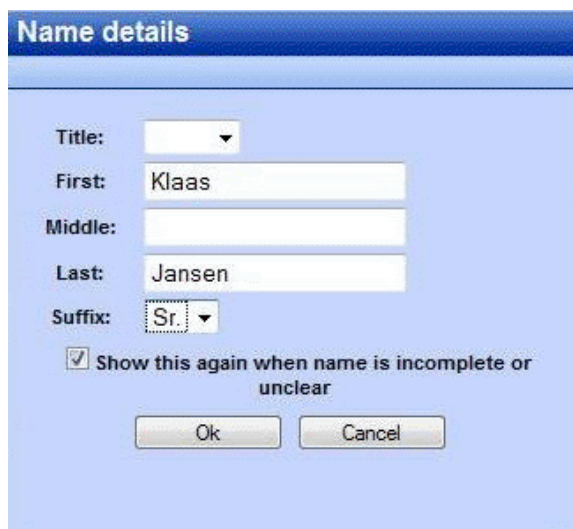 Name details
Title:
First: Klaas
Middle:
Last: Jansen
Suffix: Sr.
Show this again when name is incomplete or
unclear
Ok Cancel